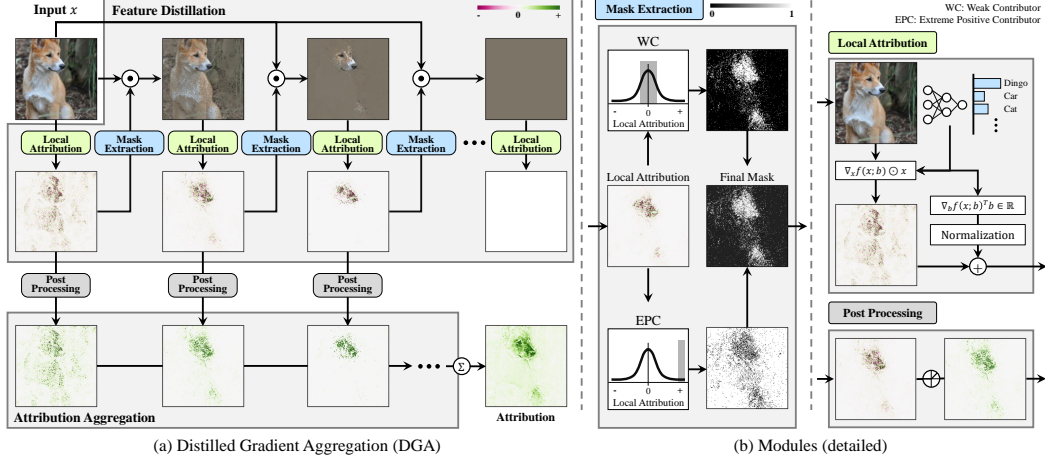 Input x
Feature Distillation
- 0 +
Local
Attribution
Mask
Extraction
Local
Attribution
Mask
Extraction
Local
Attribution
Mask
Extraction
Local
Attribution
Post
Processing
Post
Processing
Post
Processing
Σ
Attribution Aggregation
Attribution
(a) Distilled Gradient Aggregation (DGA)
Mask Extraction
0 1
WC
- 0 +
Local Attribution
Local Attribution
Final Mask
EPC
- 0 +
Local Attribution
WC: Weak Contributor
EPC: Extreme Positive Contributor
Local Attribution
Dingo
Car
Cat
∇ₓf(x; b) ⊙ x
∇_b f(x; b)ᵀb ∈ ℝ
Normalization
+
Post Processing
(b) Modules (detailed)